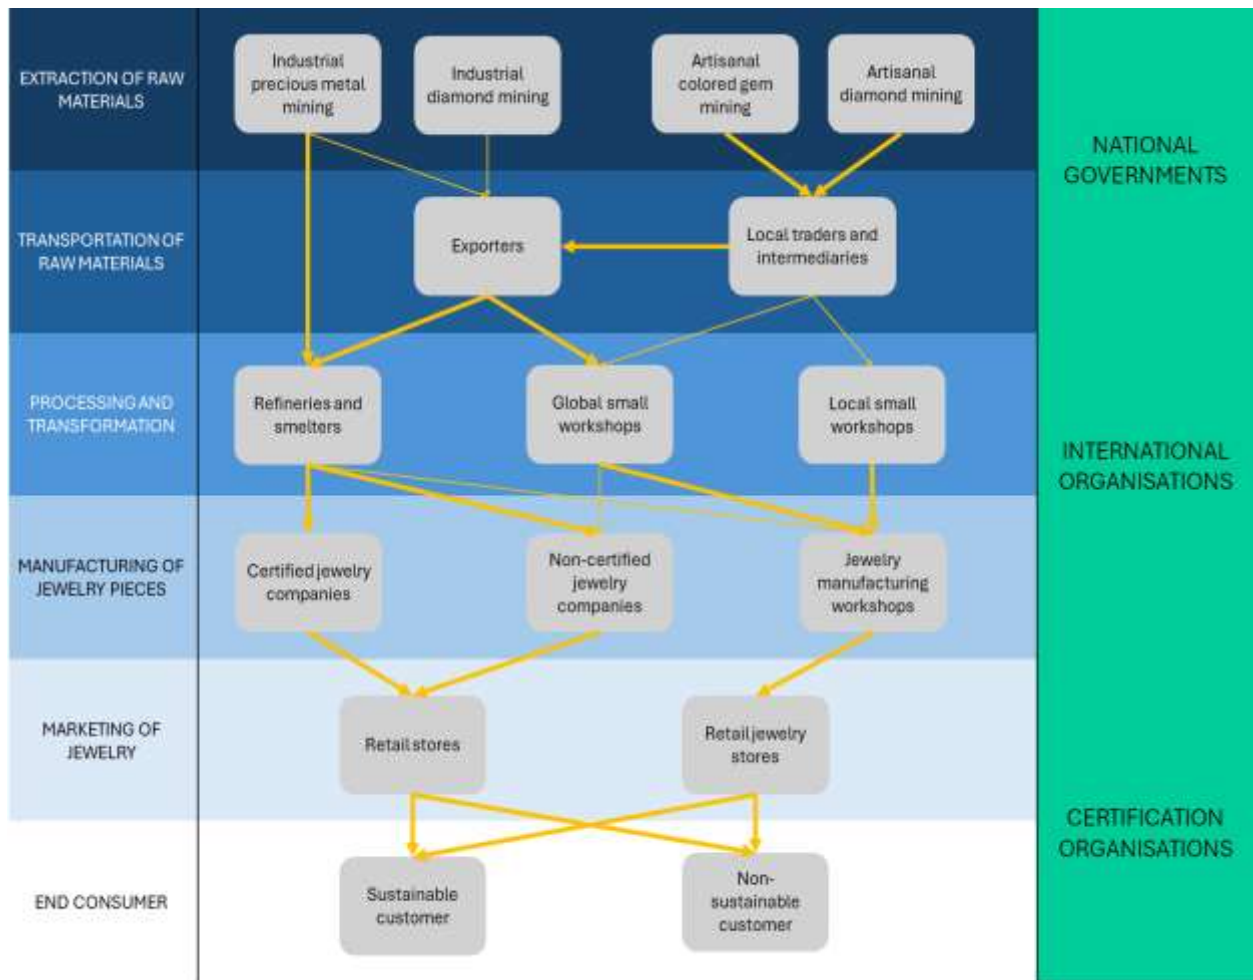 EXTRACTION OF RAW
MATERIALS
Industrial
precious metal
mining
Industrial
diamond mining
Artisanal
colored gem
mining
Artisanal
diamond mining
NATIONAL
GOVERNMENTS
TRANSPORTATION OF
RAW MATERIALS
Exporters
Local traders and
intermediaries
PROCESSING AND
TRANSFORMATION
Refineries and
smelters
Global small
workshops
Local small
workshops
INTERNATIONAL
ORGANISATIONS
MANUFACTURING OF
JEWELRY PIECES
Certified jewelry
companies
Non-certified
jewelry
companies
Jewelry
manufacturing
workshops
MARKETING OF
JEWELRY
Retail stores
Retail jewelry
stores
CERTIFICATION
ORGANISATIONS
END CONSUMER
Sustainable
customer
Non-
sustainable
customer